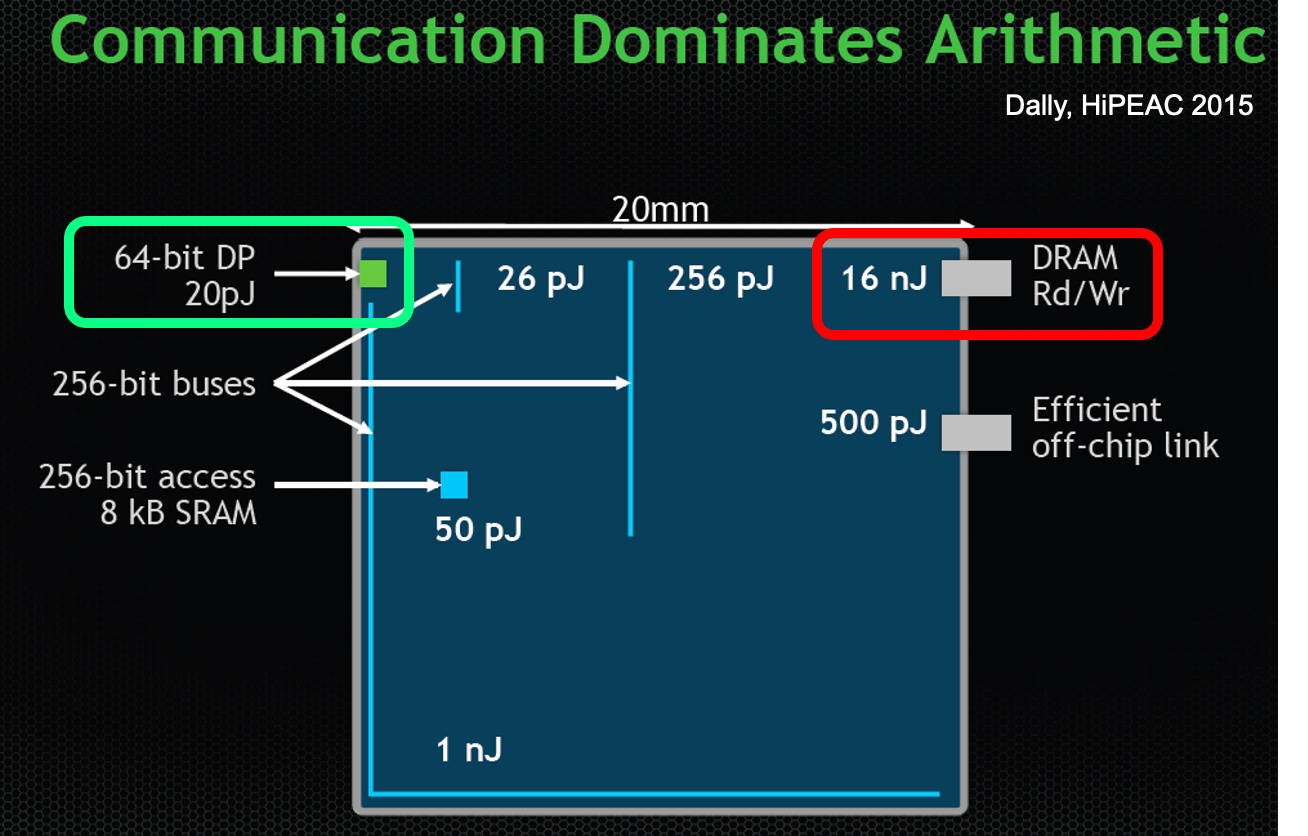 Communication Dominates Arithmetic
Dally, HiPEAC 2015
20mm
64-bit DP
20pJ
26 pJ
256 pJ
16 nJ
DRAM
Rd/Wr
256-bit buses
500 pJ
Efficient
off-chip link
256-bit access
8 kB SRAM
50 pJ
1 nJ